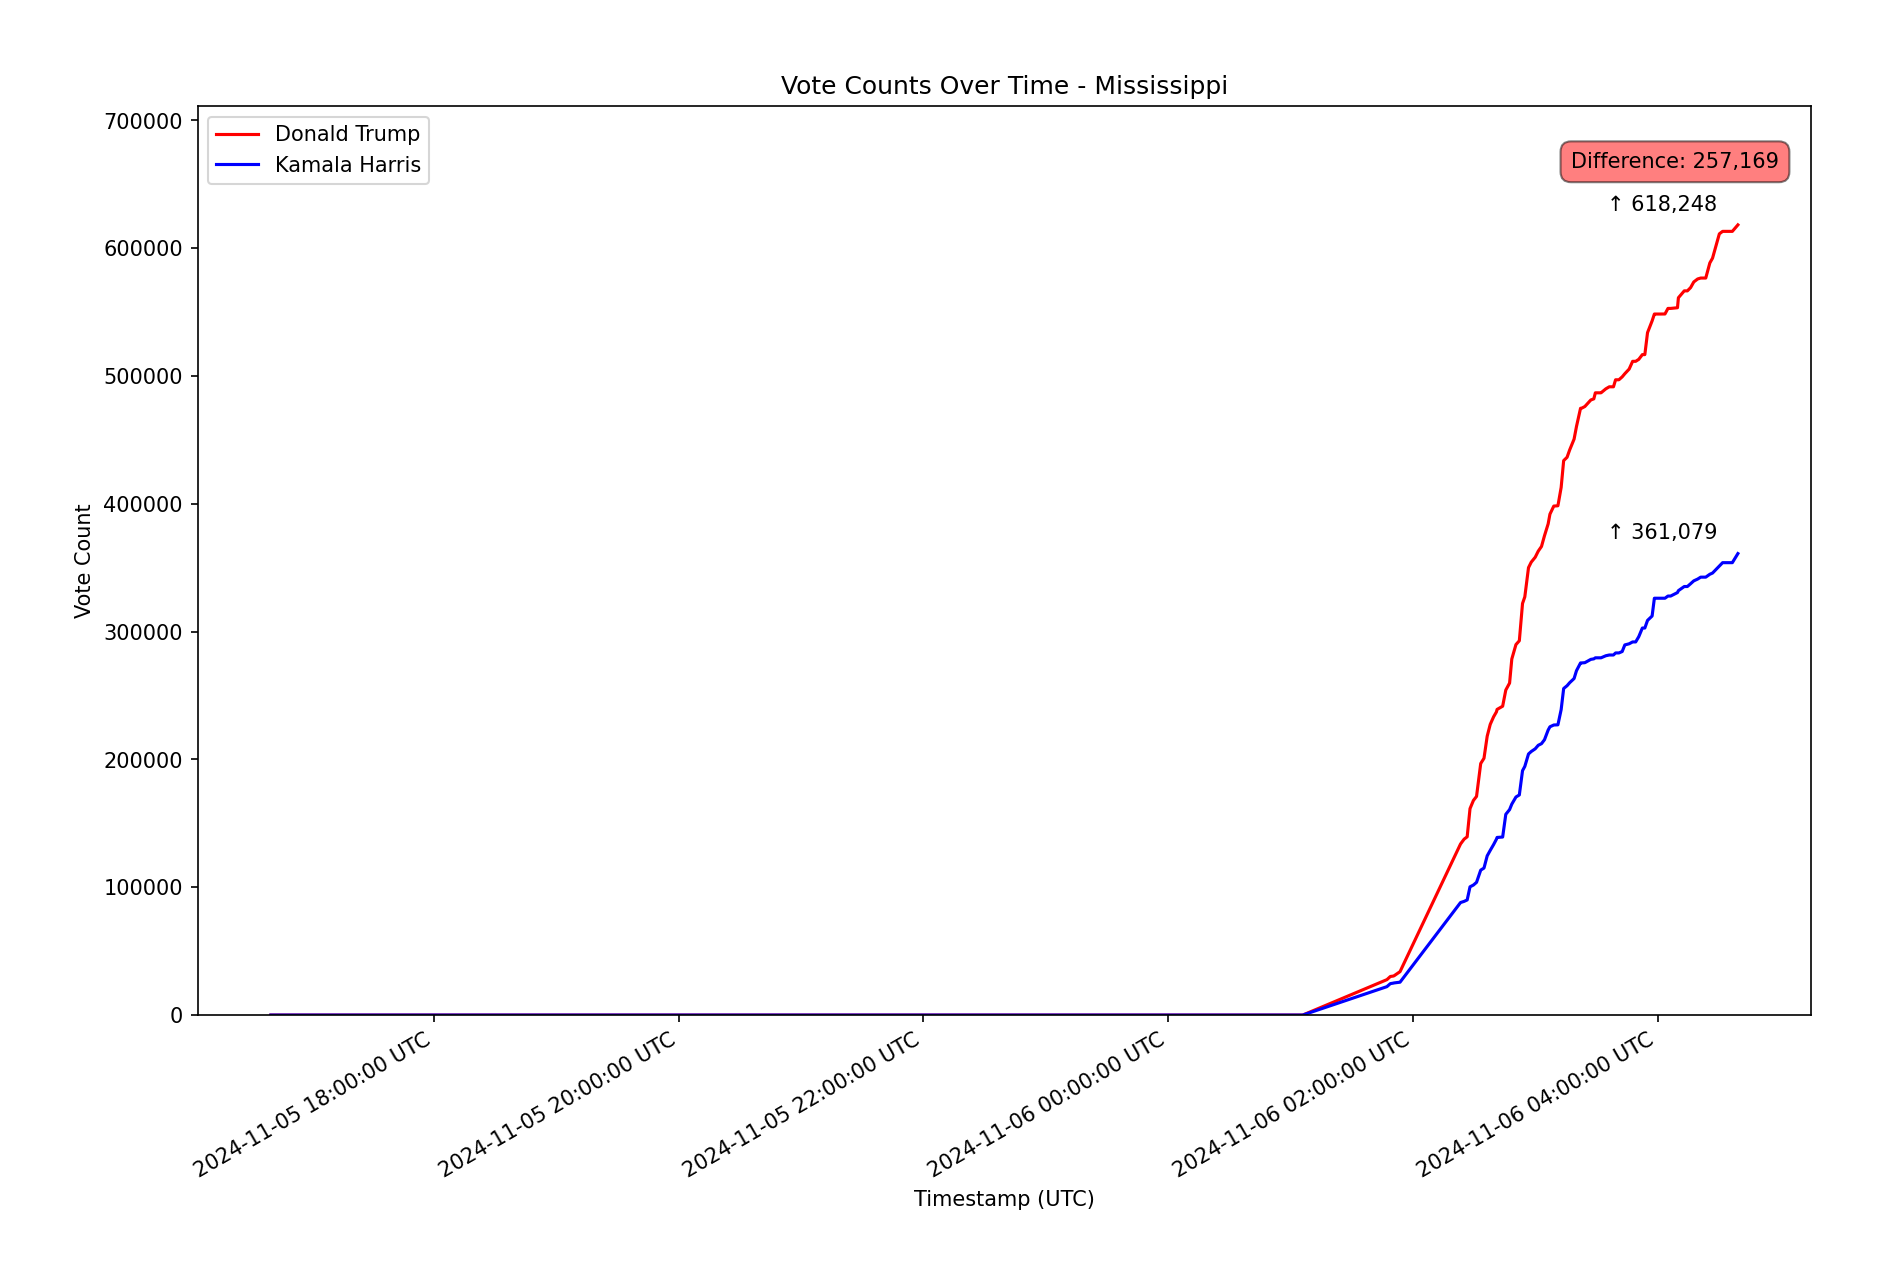 Vote Counts Over Time - Mississippi
Donald Trump
Kamala Harris
Difference: 257,169
↑ 618,248
↑ 361,079
Vote Count
700000
600000
500000
400000
300000
200000
100000
0
2024-11-05 18:00:00 UTC
2024-11-05 20:00:00 UTC
2024-11-05 22:00:00 UTC
2024-11-06 00:00:00 UTC
2024-11-06 02:00:00 UTC
2024-11-06 04:00:00 UTC
Timestamp (UTC)